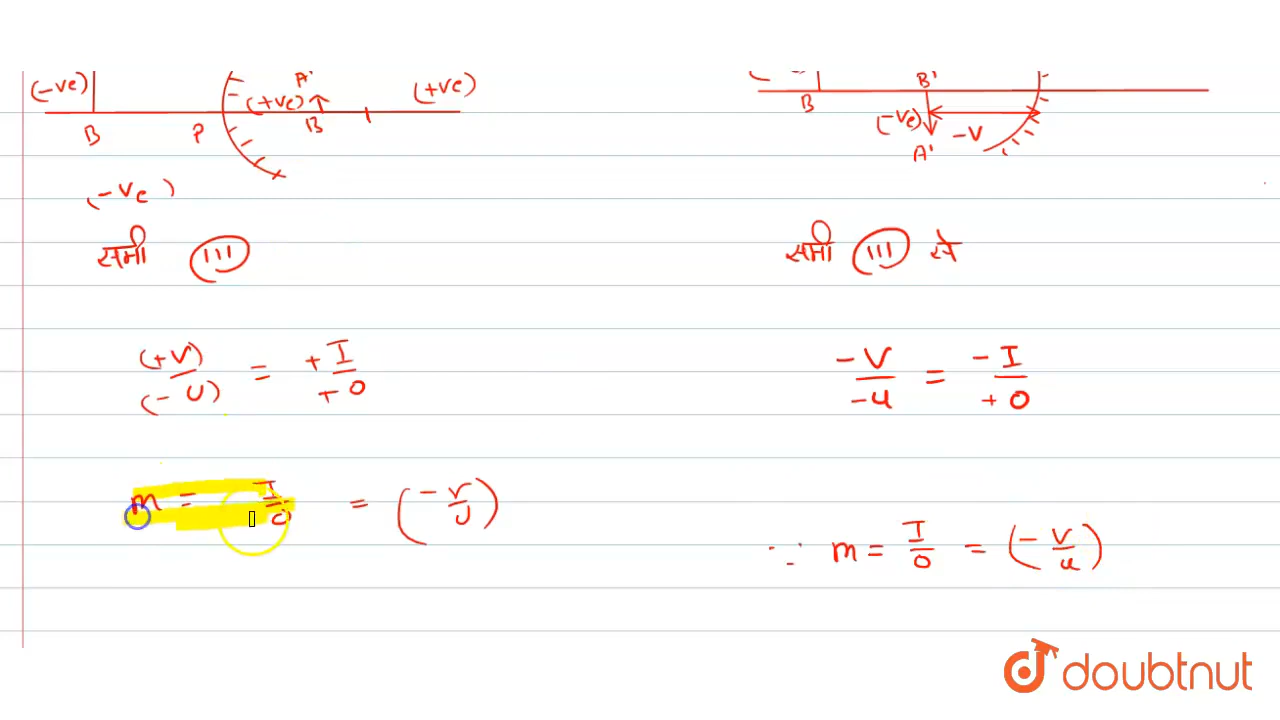 (-ve) A' (+ve) (+ve)
B P B
(-ve)
समी (III)
(+V)/(-U) = +I/+O
m = I/O = (-V/U)
B'
B (-ve) -V
A'
समी (III) से
-V/-u = -I/+O
∵ m = I/O = (-V/u)
doubtnut